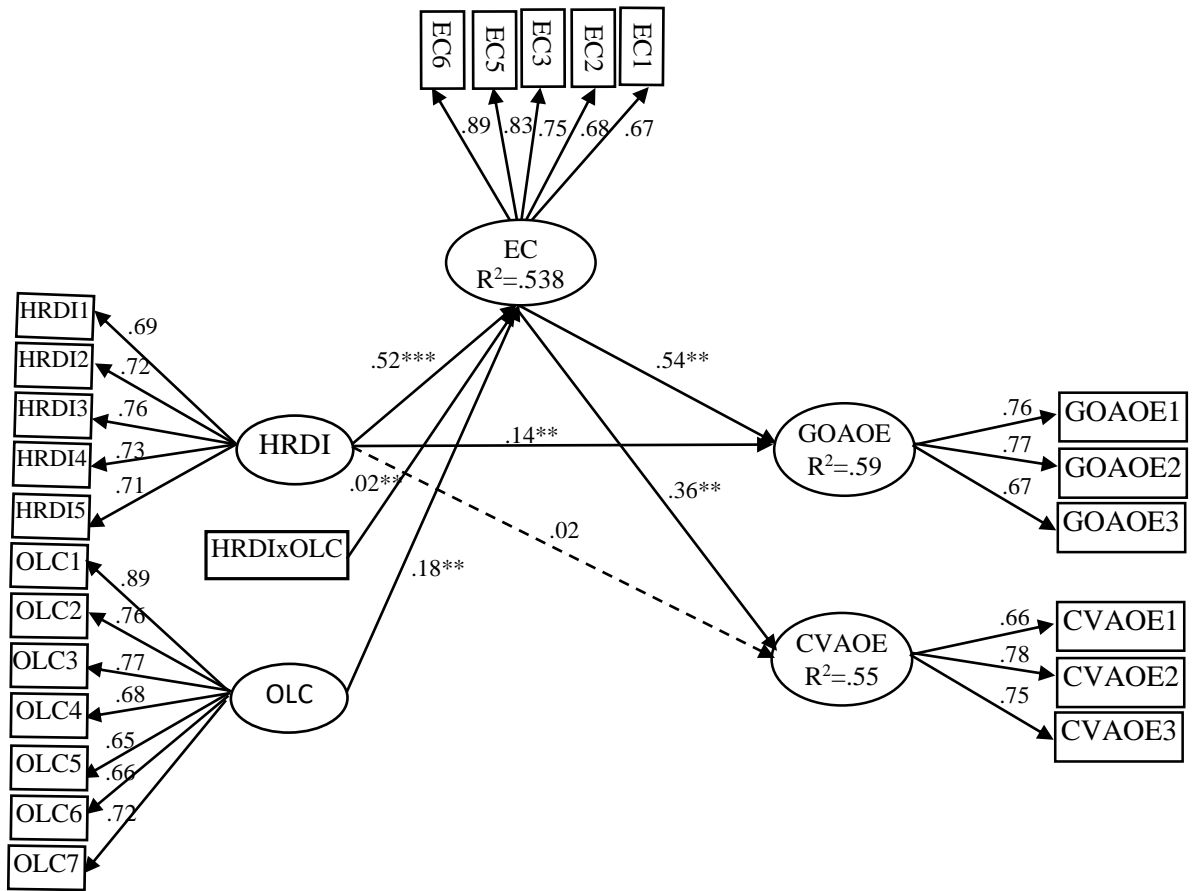 EC6
EC5
EC3
EC2
EC1
.89
.83
.75
.68
.67
EC
R²=.538
HRDI1
HRDI2
HRDI3
HRDI4
HRDI5
.69
.72
.76
.73
.71
HRDI
.52***
.54**
.14**
.02**
.36**
.02
HRDIxOLC
.18**
GOAOE
R²=.59
.76
.77
.67
GOAOE1
GOAOE2
GOAOE3
OLC1
OLC2
OLC3
OLC4
OLC5
OLC6
OLC7
.89
.76
.77
.68
.65
.66
.72
OLC
CVAOE
R²=.55
.66
.78
.75
CVAOE1
CVAOE2
CVAOE3